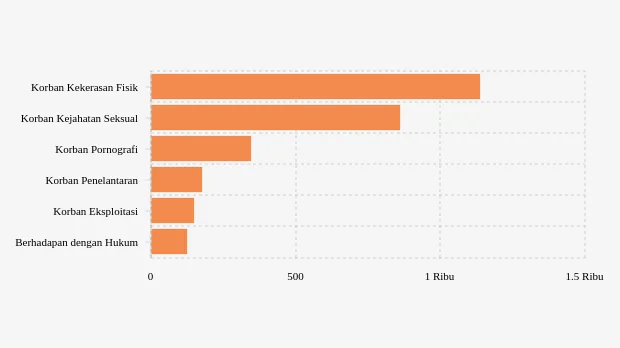 Korban Kekerasan Fisik
Korban Kejahatan Seksual
Korban Pornografi
Korban Penelantaran
Korban Eksploitasi
Berhadapan dengan Hukum
0 500 1 Ribu 1.5 Ribu